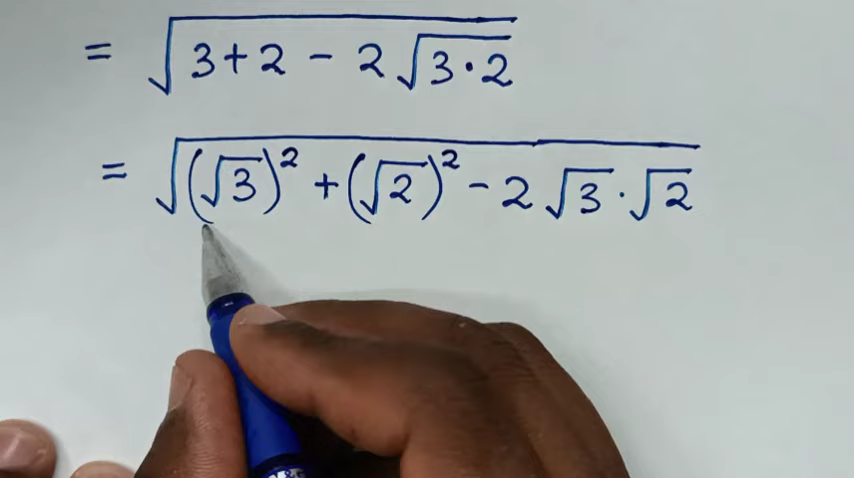 = √(3+2 - 2√(3·2))
= √((√3)² + (√2)² - 2√3·√2)